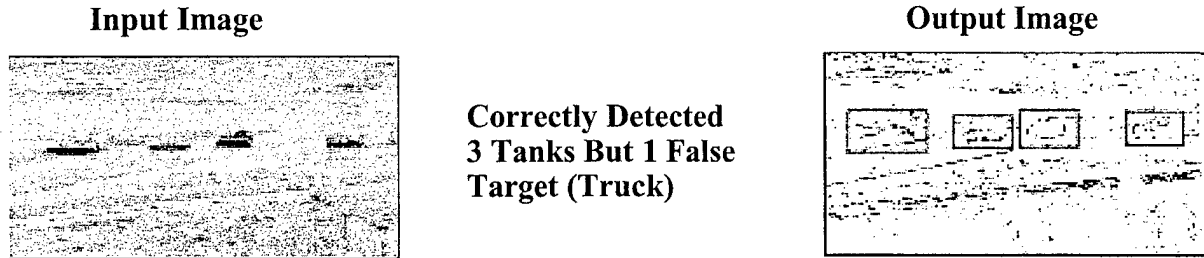 Input Image
Output Image
Correctly Detected
3 Tanks But 1 False
Target (Truck)